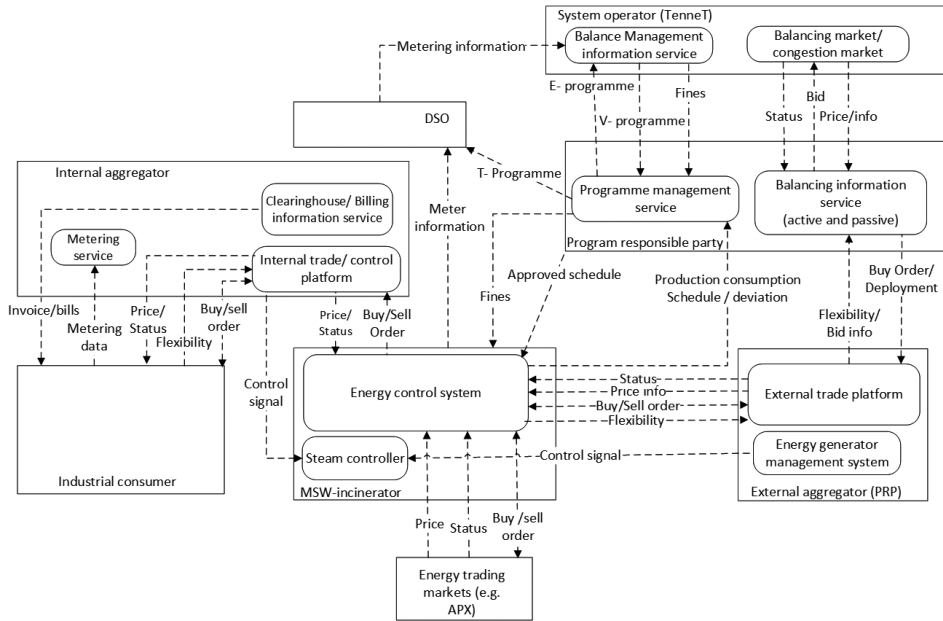 System operator (TenneT)
Balance Management
information service
Balancing market/
congestion market
Metering information
E- programme
Fines
V- programme
Bid
Status
Price/info
DSO
T- Programme
Internal aggregator
Clearinghouse/ Billing
information service
Metering
service
Internal trade/ control
platform
Meter
information
Programme management
service
Balancing information
service
(active and passive)
Program responsible party
Approved schedule
Production consumption
Schedule / deviation
Buy Order/
Deployment
Flexibility/
Bid info
Fines
Invoice/bills
Metering
data
Price/
Status
Flexibility
Buy/sell
order
Price/
Status
Buy/Sell
Order
Control
signal
Energy control system
Status
Price info
Buy/Sell order
Flexibility
External trade platform
Steam controller
Control signal
Energy generator
management system
Industrial consumer
MSW-incinerator
External aggregator (PRP)
Price
Status
Buy /sell
order
Energy trading
markets (e.g.
APX)